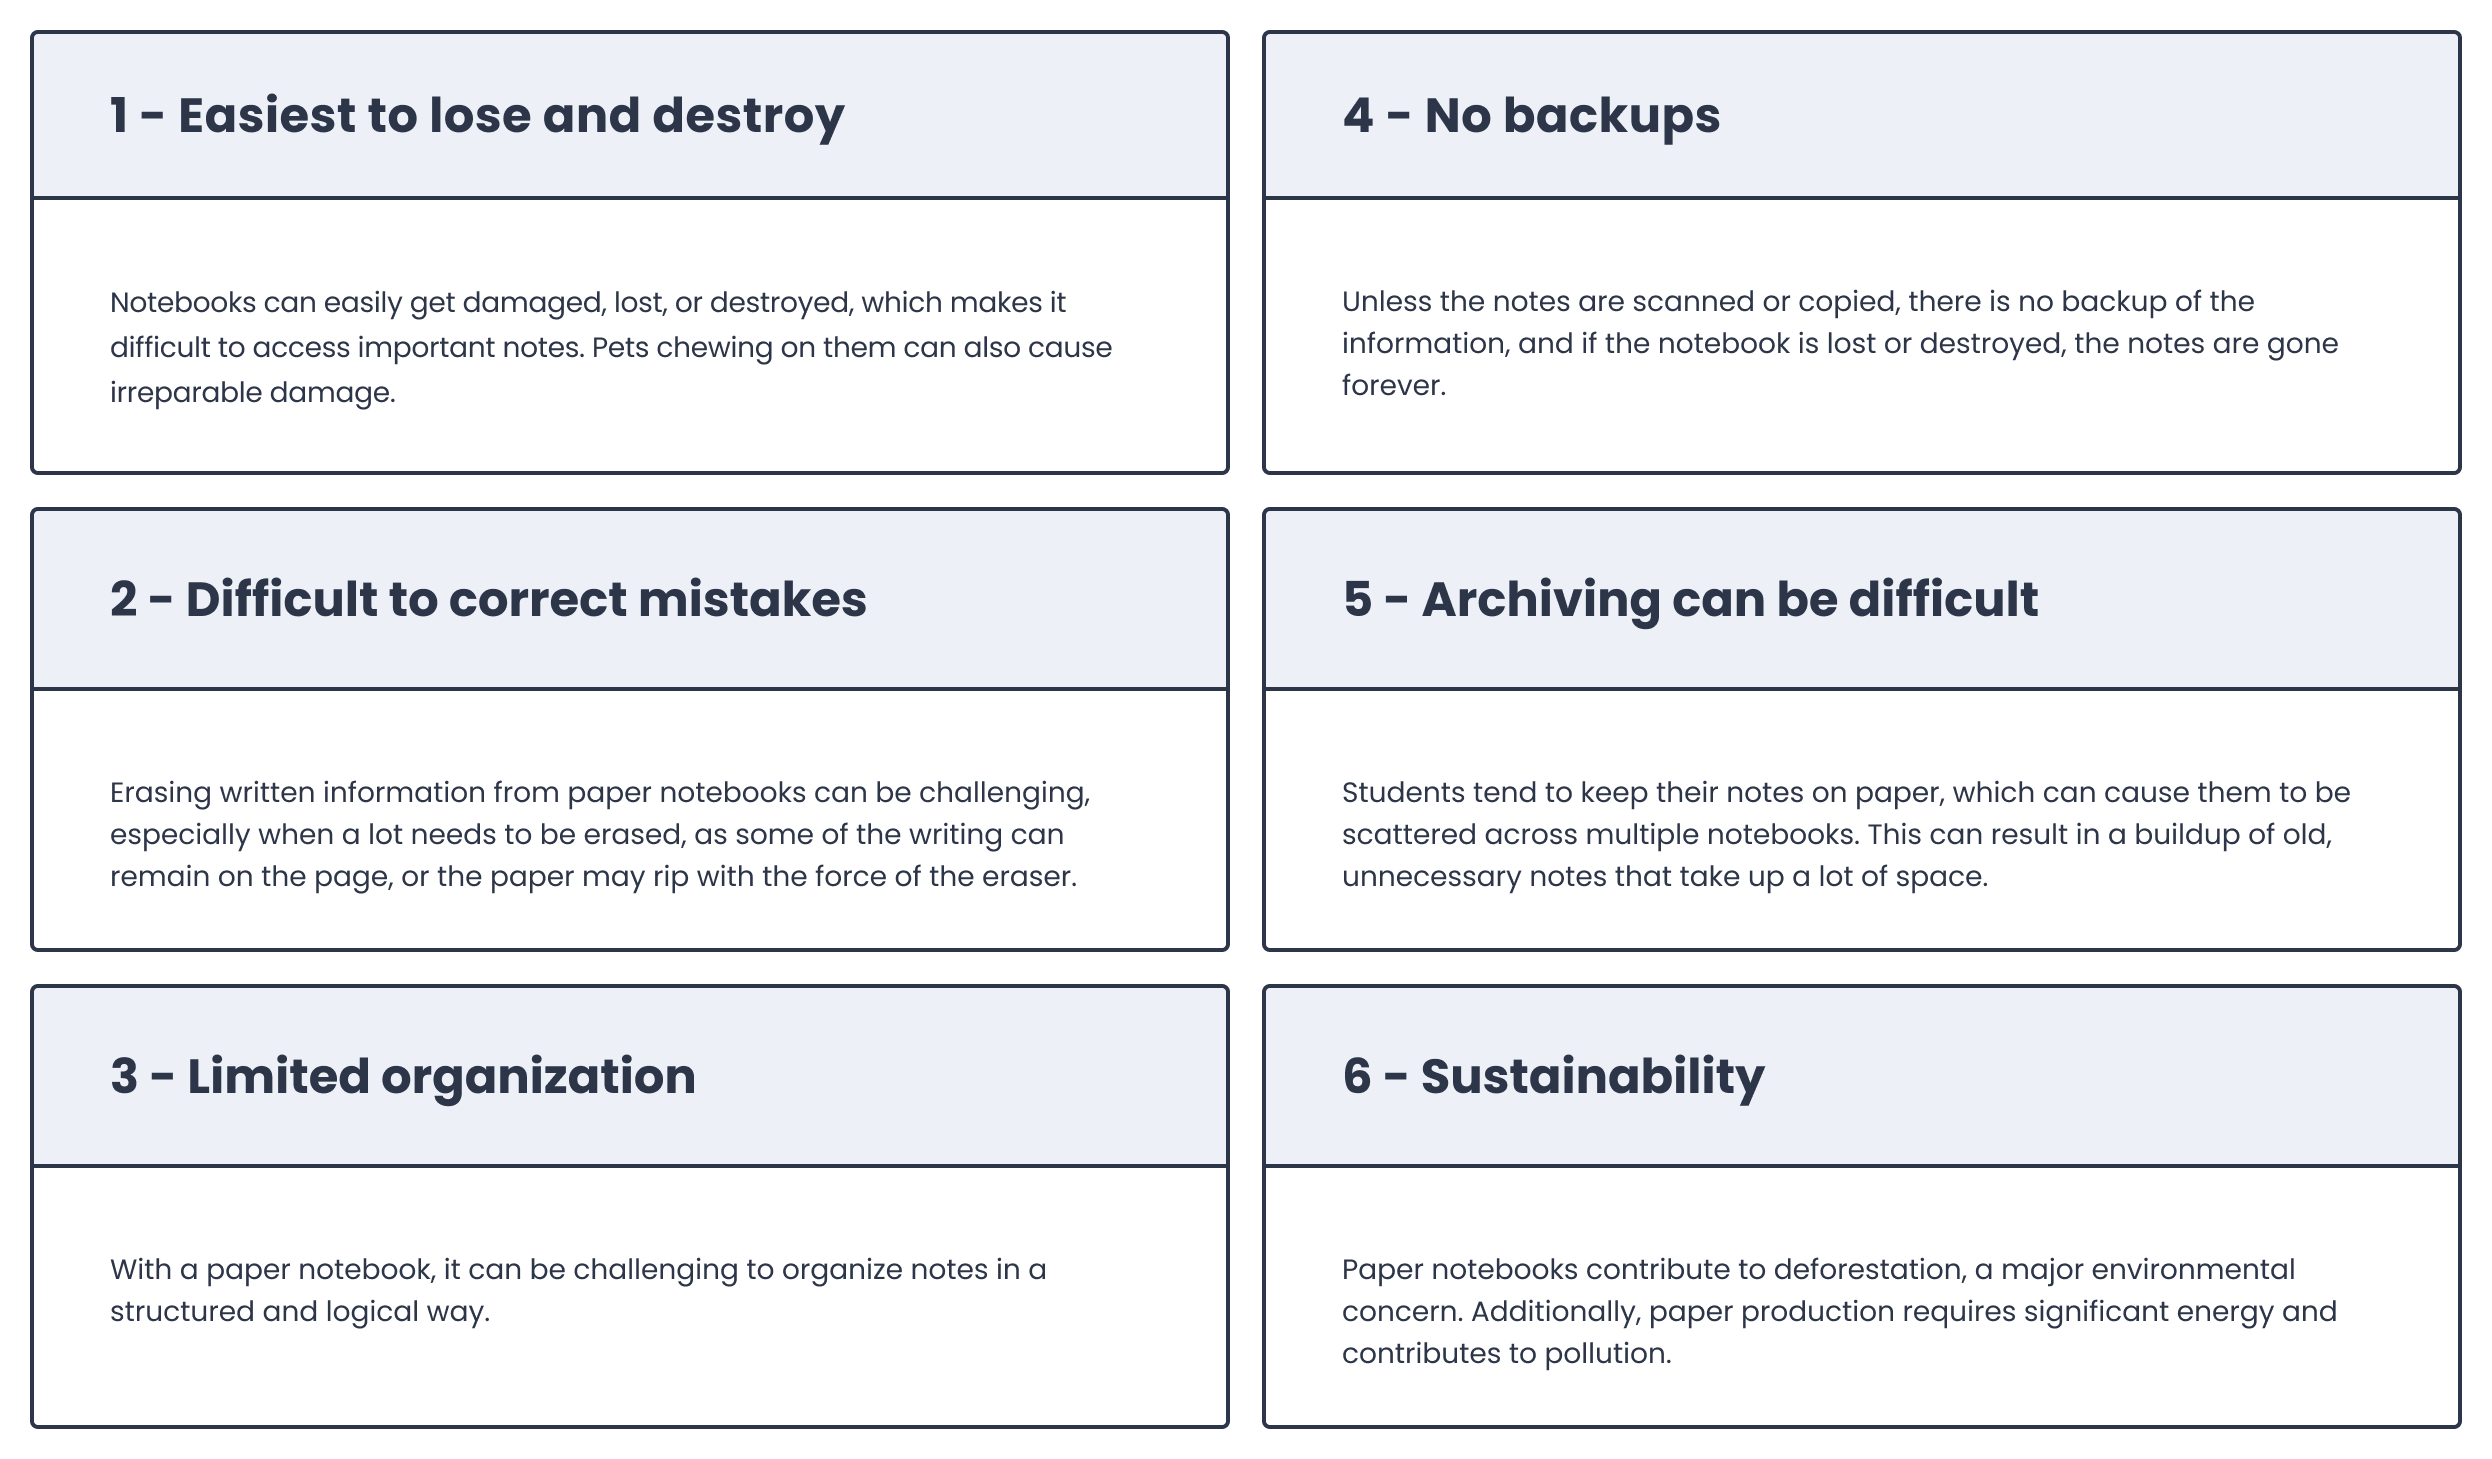 1 - Easiest to lose and destroy
Notebooks can easily get damaged, lost, or destroyed, which makes it
difficult to access important notes. Pets chewing on them can also cause
irreparable damage.
2 - Difficult to correct mistakes
Erasing written information from paper notebooks can be challenging,
especially when a lot needs to be erased, as some of the writing can
remain on the page, or the paper may rip with the force of the eraser.
3 - Limited organization
With a paper notebook, it can be challenging to organize notes in a
structured and logical way.
4 - No backups
Unless the notes are scanned or copied, there is no backup of the
information, and if the notebook is lost or destroyed, the notes are gone
forever.
5 - Archiving can be difficult
Students tend to keep their notes on paper, which can cause them to be
scattered across multiple notebooks. This can result in a buildup of old,
unnecessary notes that take up a lot of space.
6 - Sustainability
Paper notebooks contribute to deforestation, a major environmental
concern. Additionally, paper production requires significant energy and
contributes to pollution.